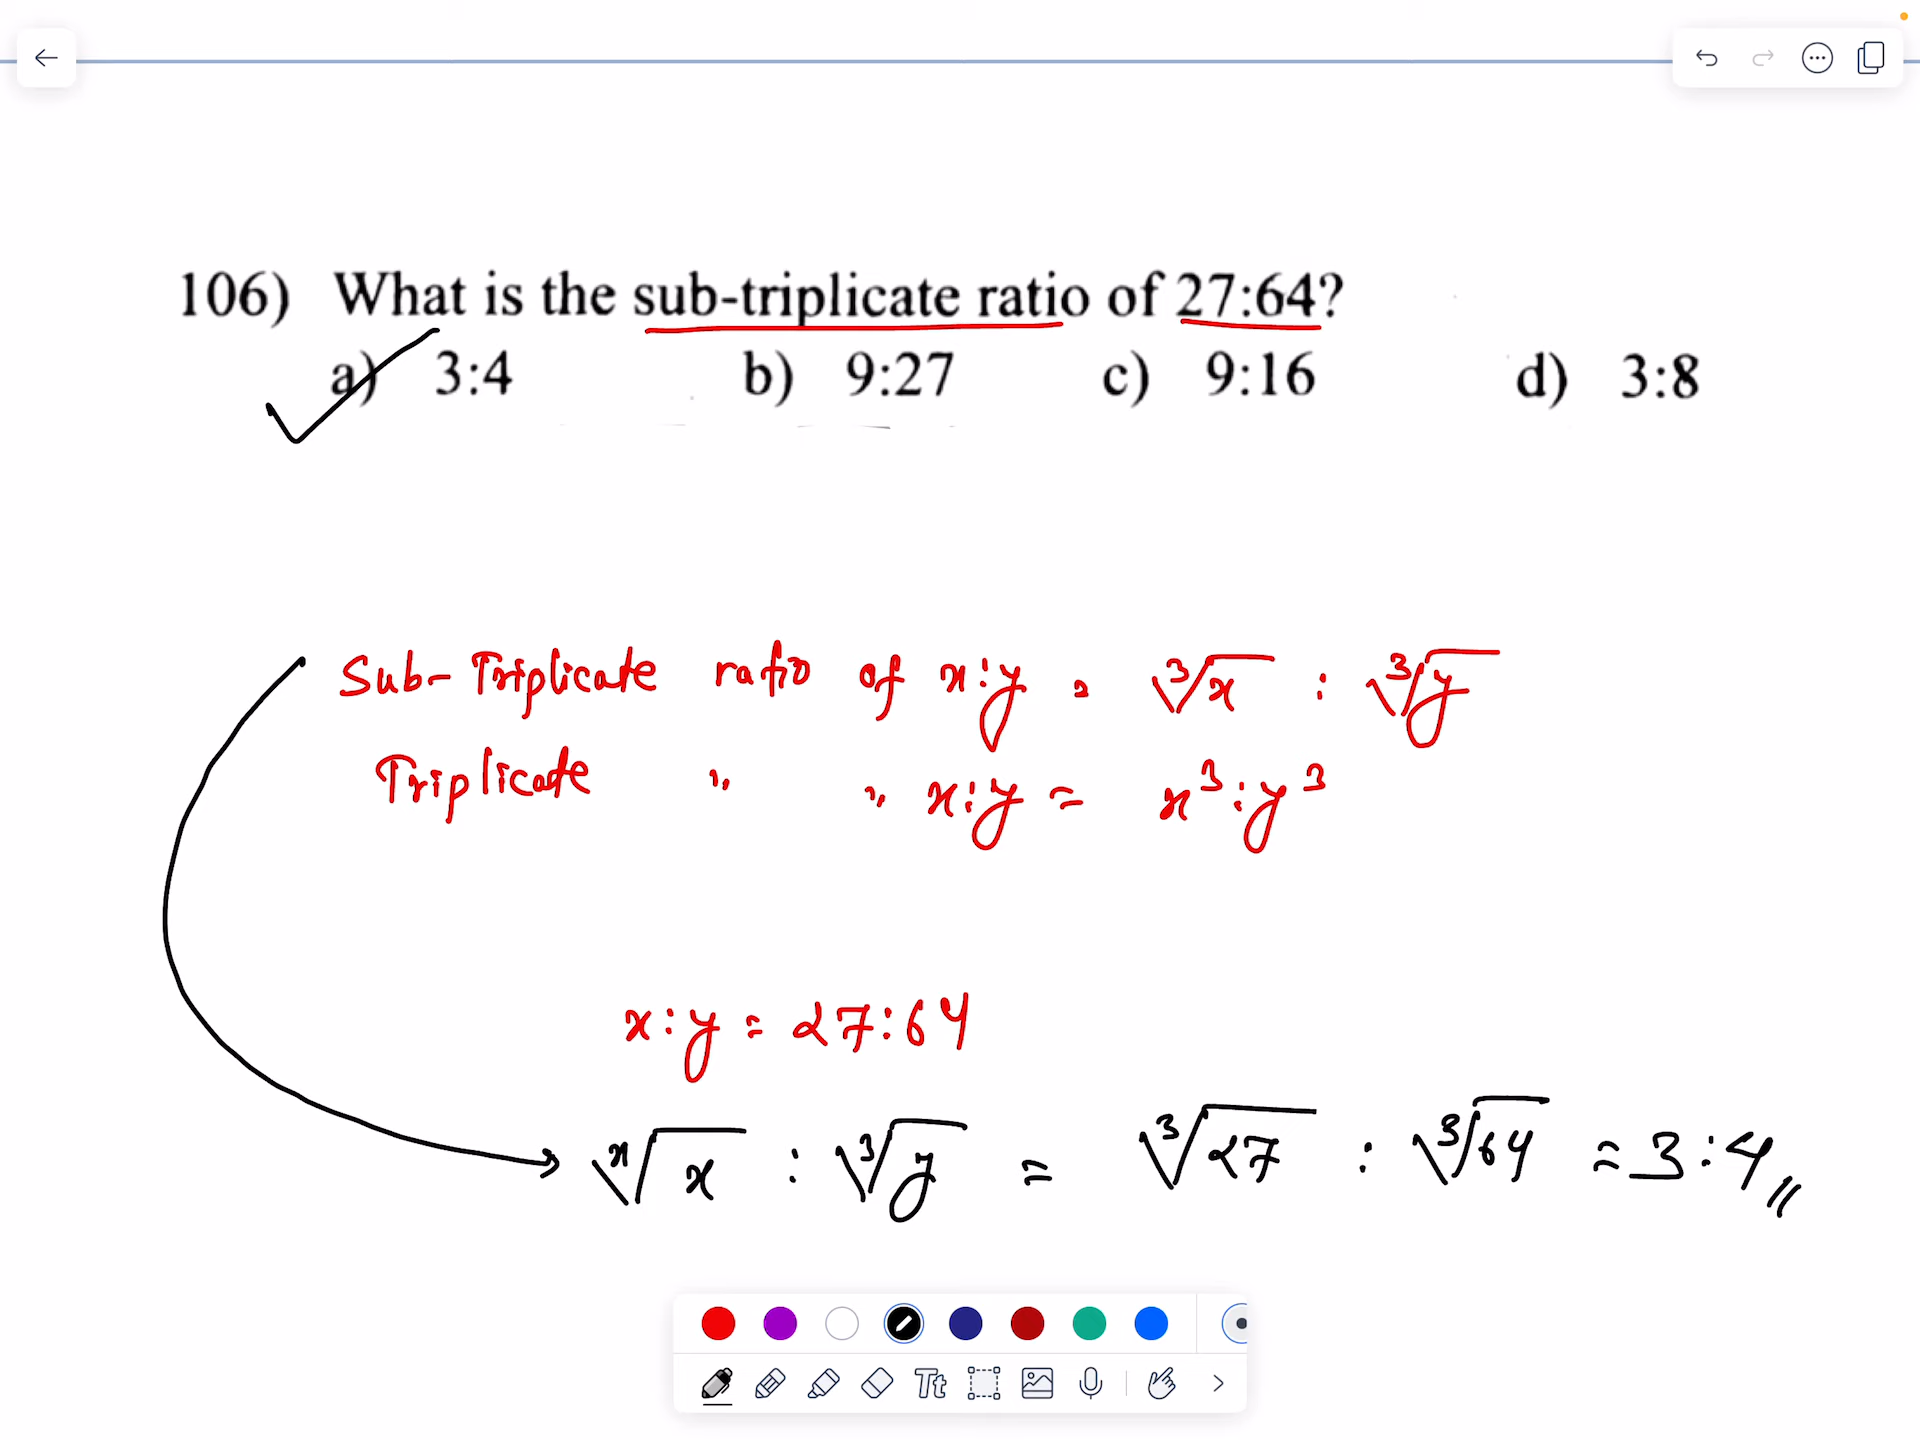 106) What is the sub-triplicate ratio of 27:64?
a) 3:4 b) 9:27 c) 9:16 d) 3:8
Sub-Triplicate ratio of x:y = ∛x : ∛y
Triplicate " " x:y = x³:y³
x:y = 27:64
ˣ√x : ∛y = ∛27 : ∛64 = 3:4
Tt